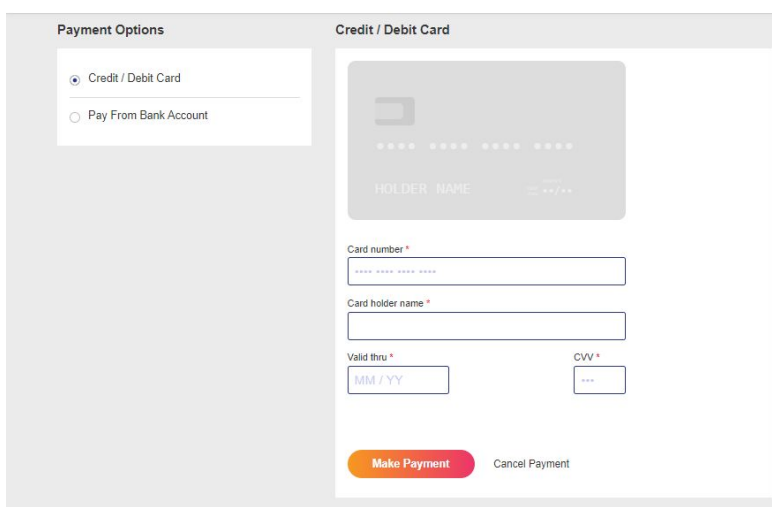 Payment Options
Credit / Debit Card
Pay From Bank Account
Credit / Debit Card
•••• •••• •••• ••••
HOLDER NAME
••/••
Card number *
•••• •••• •••• ••••
Card holder name *
Valid thru * CVV *
MM / YY •••
Make Payment Cancel Payment